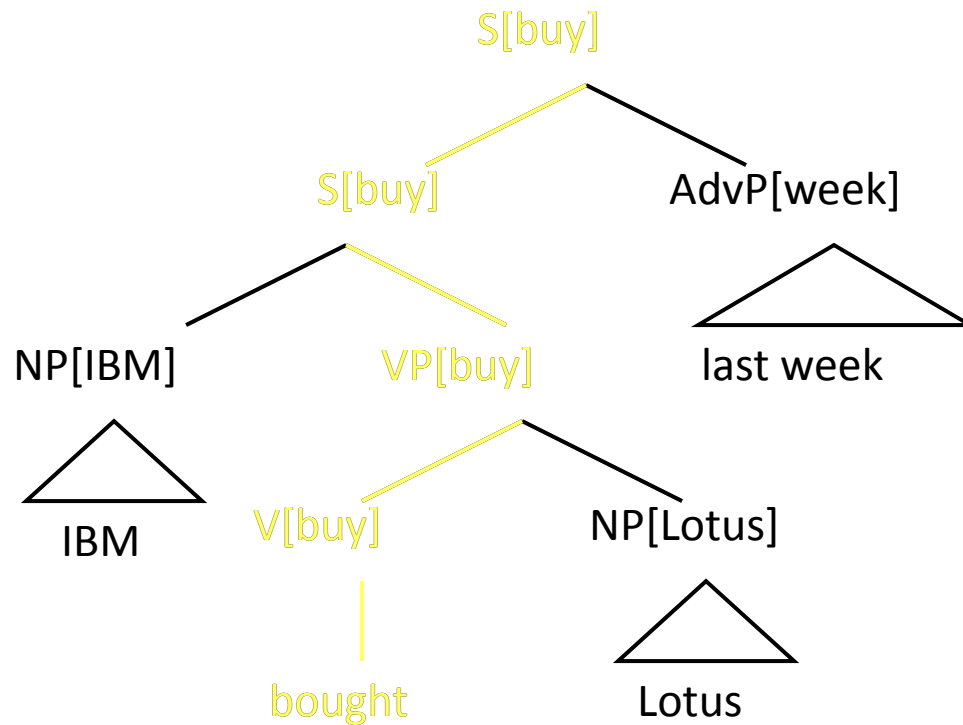 S[buy]
S[buy] AdvP[week]
NP[IBM] VP[buy] last week
IBM V[buy] NP[Lotus]
bought Lotus